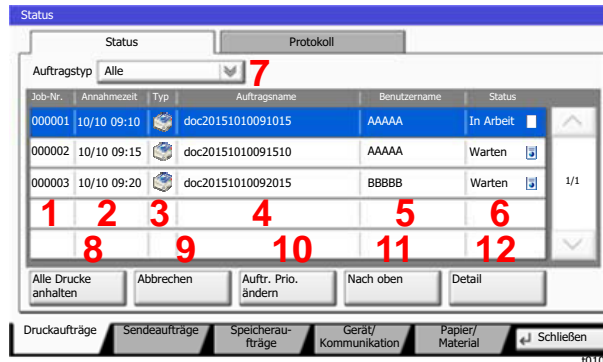 Status
Status Protokoll
Auftragstyp Alle 7
Job-Nr. Annahmezeit Typ Auftragsname Benutzername Status
000001 10/10 09:10 doc20151010091015 AAAAA In Arbeit
000002 10/10 09:15 doc20151010091510 AAAAA Warten
000003 10/10 09:20 doc20151010092015 BBBBB Warten 1/1
1 2 3 4 5 6
8 9 10 11 12
Alle Drucke anhalten
Abbrechen
Auftr. Prio. ändern
Nach oben
Detail
Druckaufträge
Sendeaufträge
Speicherau-
fträge
Gerät/
Kommunikation
Papier/
Material
Schließen